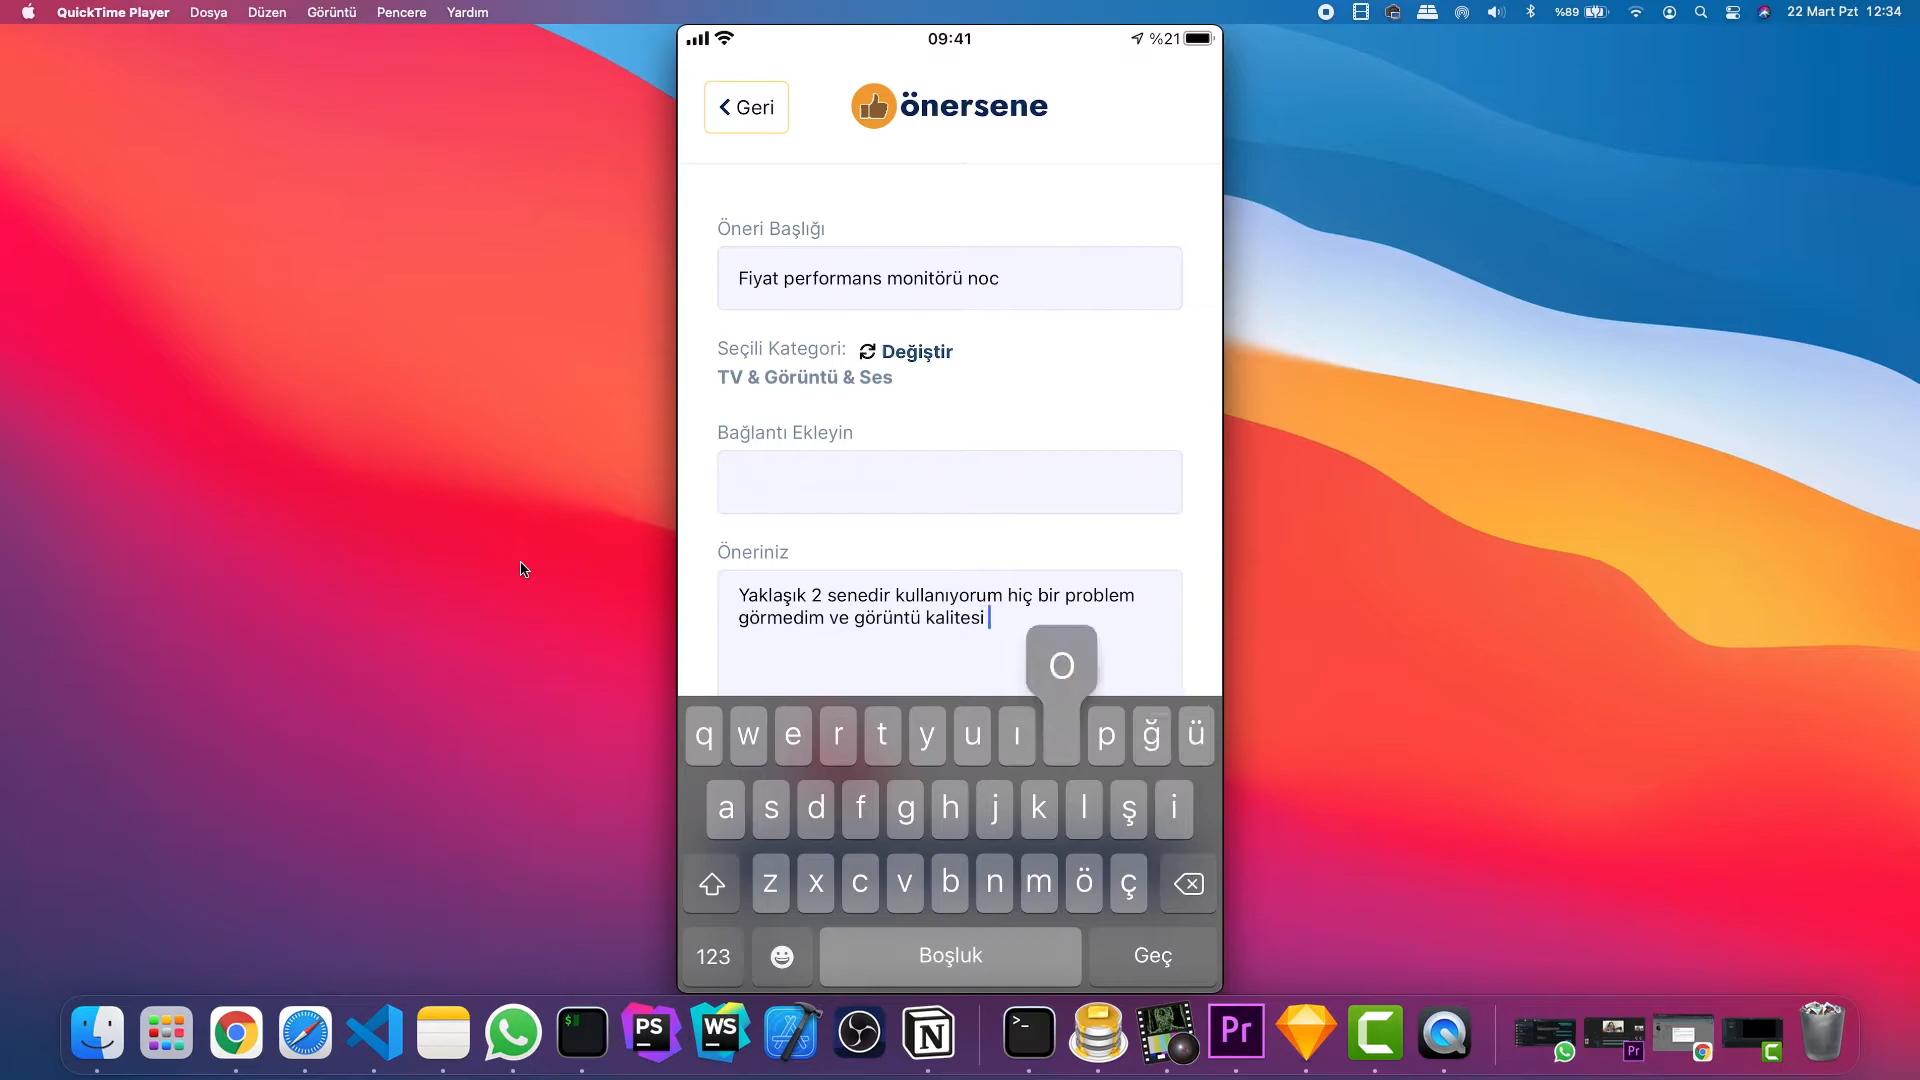 QuickTime Player Dosya Düzen Görüntü Pencere Yardım %89 22 Mart Pzt 12:34
09:41 %21
Geri önersene
Öneri Başlığı
Fiyat performans monitörü noc
Seçili Kategori: Değiştir
TV & Görüntü & Ses
Bağlantı Ekleyin
Öneriniz
Yaklaşık 2 senedir kullanıyorum hiç bir problem
görmedim ve görüntü kalitesi
O
q w e r t y u ı p ğ ü
a s d f g h j k l ş i
z x c v b n m ö ç
123 Boşluk Geç
$ PS WS N >_ Pr C Pr C